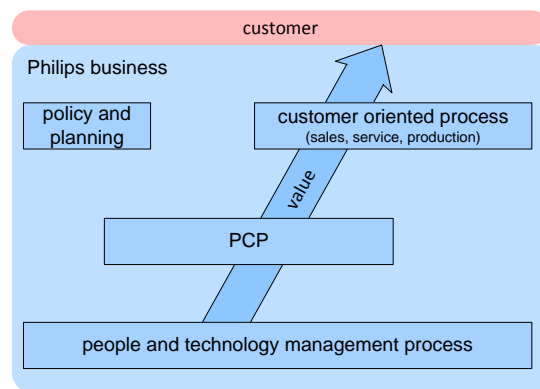 customer
Philips business
policy and
planning
customer oriented process
(sales, service, production)
value
PCP
people and technology management process